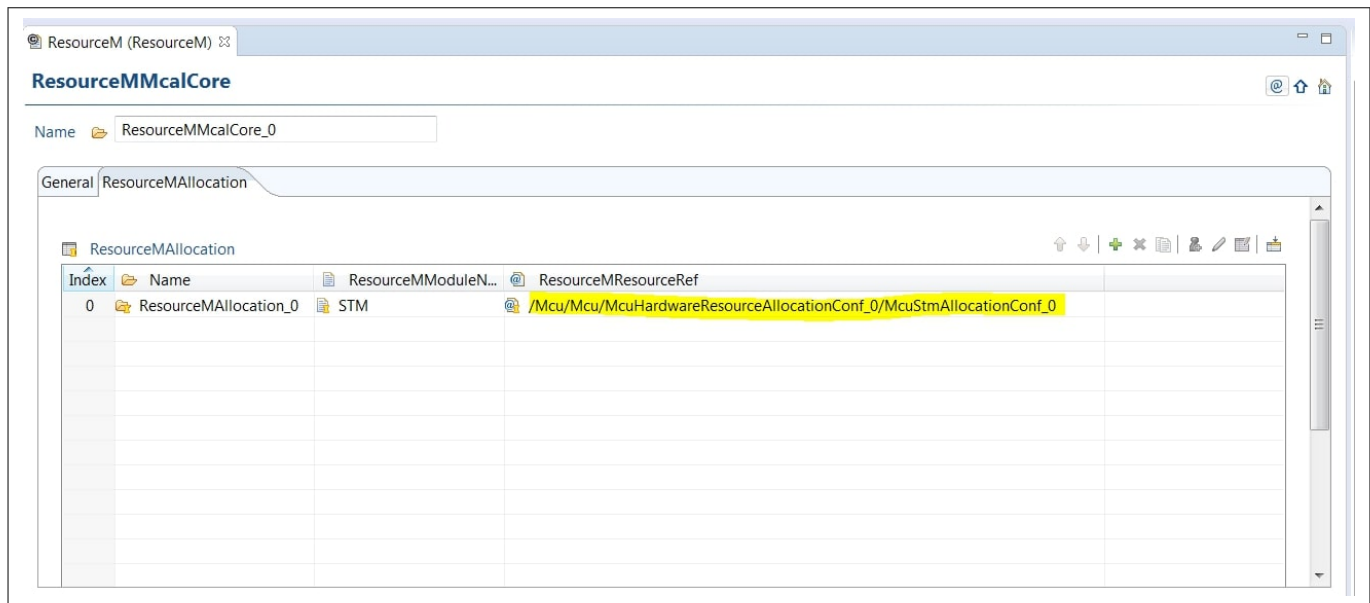 ResourceM (ResourceM)
ResourceMMcalCore
Name ResourceMMcalCore_0
General ResourceMAllocation
ResourceMAllocation
Index Name ResourceMModuleN... ResourceMResourceRef
0 ResourceMAllocation_0 STM /Mcu/Mcu/McuHardwareResourceAllocationConf_0/McuStmAllocationConf_0